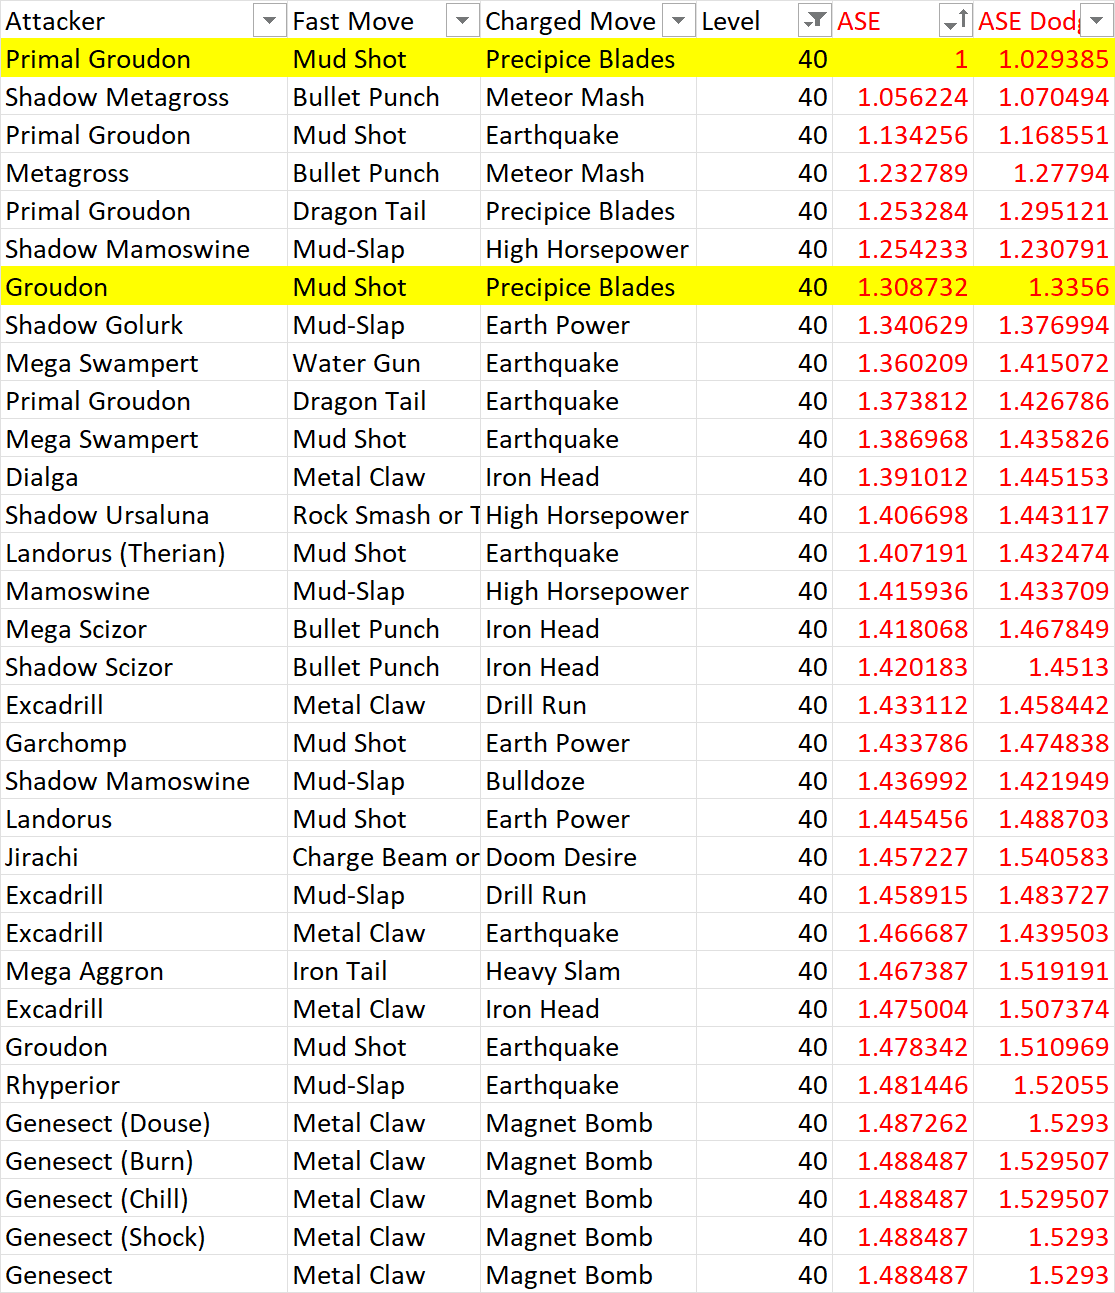 Attacker Fast Move Charged Move Level ASE ASE Dodg
Primal Groudon Mud Shot Precipice Blades 40 1 1.029385
Shadow Metagross Bullet Punch Meteor Mash 40 1.056224 1.070494
Primal Groudon Mud Shot Earthquake 40 1.134256 1.168551
Metagross Bullet Punch Meteor Mash 40 1.232789 1.27794
Primal Groudon Dragon Tail Precipice Blades 40 1.253284 1.295121
Shadow Mamoswine Mud-Slap High Horsepower 40 1.254233 1.230791
Groudon Mud Shot Precipice Blades 40 1.308732 1.3356
Shadow Golurk Mud-Slap Earth Power 40 1.340629 1.376994
Mega Swampert Water Gun Earthquake 40 1.360209 1.415072
Primal Groudon Dragon Tail Earthquake 40 1.373812 1.426786
Mega Swampert Mud Shot Earthquake 40 1.386968 1.435826
Dialga Metal Claw Iron Head 40 1.391012 1.445153
Shadow Ursaluna Rock Smash or T High Horsepower 40 1.406698 1.443117
Landorus (Therian) Mud Shot Earthquake 40 1.407191 1.432474
Mamoswine Mud-Slap High Horsepower 40 1.415936 1.433709
Mega Scizor Bullet Punch Iron Head 40 1.418068 1.467849
Shadow Scizor Bullet Punch Iron Head 40 1.420183 1.4513
Excadrill Metal Claw Drill Run 40 1.433112 1.458442
Garchomp Mud Shot Earth Power 40 1.433786 1.474838
Shadow Mamoswine Mud-Slap Bulldoze 40 1.436992 1.421949
Landorus Mud Shot Earth Power 40 1.445456 1.488703
Jirachi Charge Beam or Doom Desire 40 1.457227 1.540583
Excadrill Mud-Slap Drill Run 40 1.458915 1.483727
Excadrill Metal Claw Earthquake 40 1.466687 1.439503
Mega Aggron Iron Tail Heavy Slam 40 1.467387 1.519191
Excadrill Metal Claw Iron Head 40 1.475004 1.507374
Groudon Mud Shot Earthquake 40 1.478342 1.510969
Rhyperior Mud-Slap Earthquake 40 1.481446 1.52055
Genesect (Douse) Metal Claw Magnet Bomb 40 1.487262 1.5293
Genesect (Burn) Metal Claw Magnet Bomb 40 1.488487 1.529507
Genesect (Chill) Metal Claw Magnet Bomb 40 1.488487 1.529507
Genesect (Shock) Metal Claw Magnet Bomb 40 1.488487 1.5293
Genesect Metal Claw Magnet Bomb 40 1.488487 1.5293